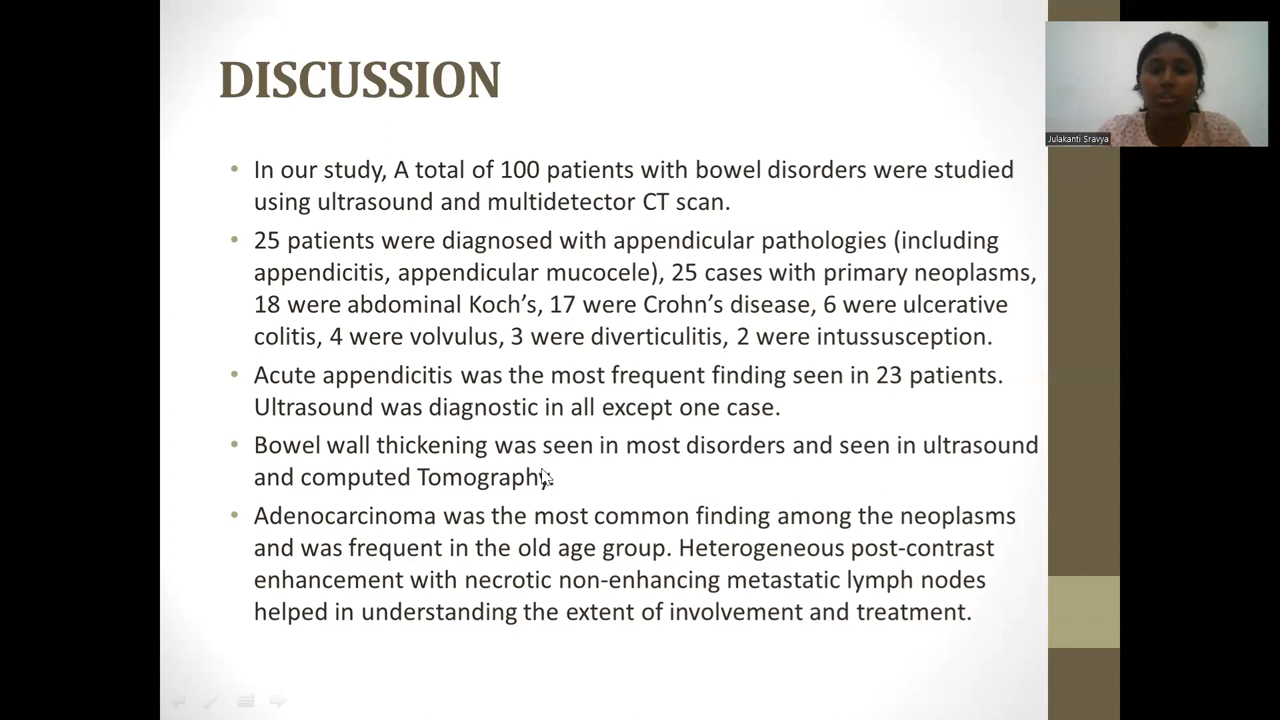 DISCUSSION
Julakanti Sravya
• In our study, A total of 100 patients with bowel disorders were studied
using ultrasound and multidetector CT scan.
• 25 patients were diagnosed with appendicular pathologies (including
appendicitis, appendicular mucocele), 25 cases with primary neoplasms,
18 were abdominal Koch’s, 17 were Crohn’s disease, 6 were ulcerative
colitis, 4 were volvulus, 3 were diverticulitis, 2 were intussusception.
• Acute appendicitis was the most frequent finding seen in 23 patients.
Ultrasound was diagnostic in all except one case.
• Bowel wall thickening was seen in most disorders and seen in ultrasound
and computed Tomography.
• Adenocarcinoma was the most common finding among the neoplasms
and was frequent in the old age group. Heterogeneous post-contrast
enhancement with necrotic non-enhancing metastatic lymph nodes
helped in understanding the extent of involvement and treatment.